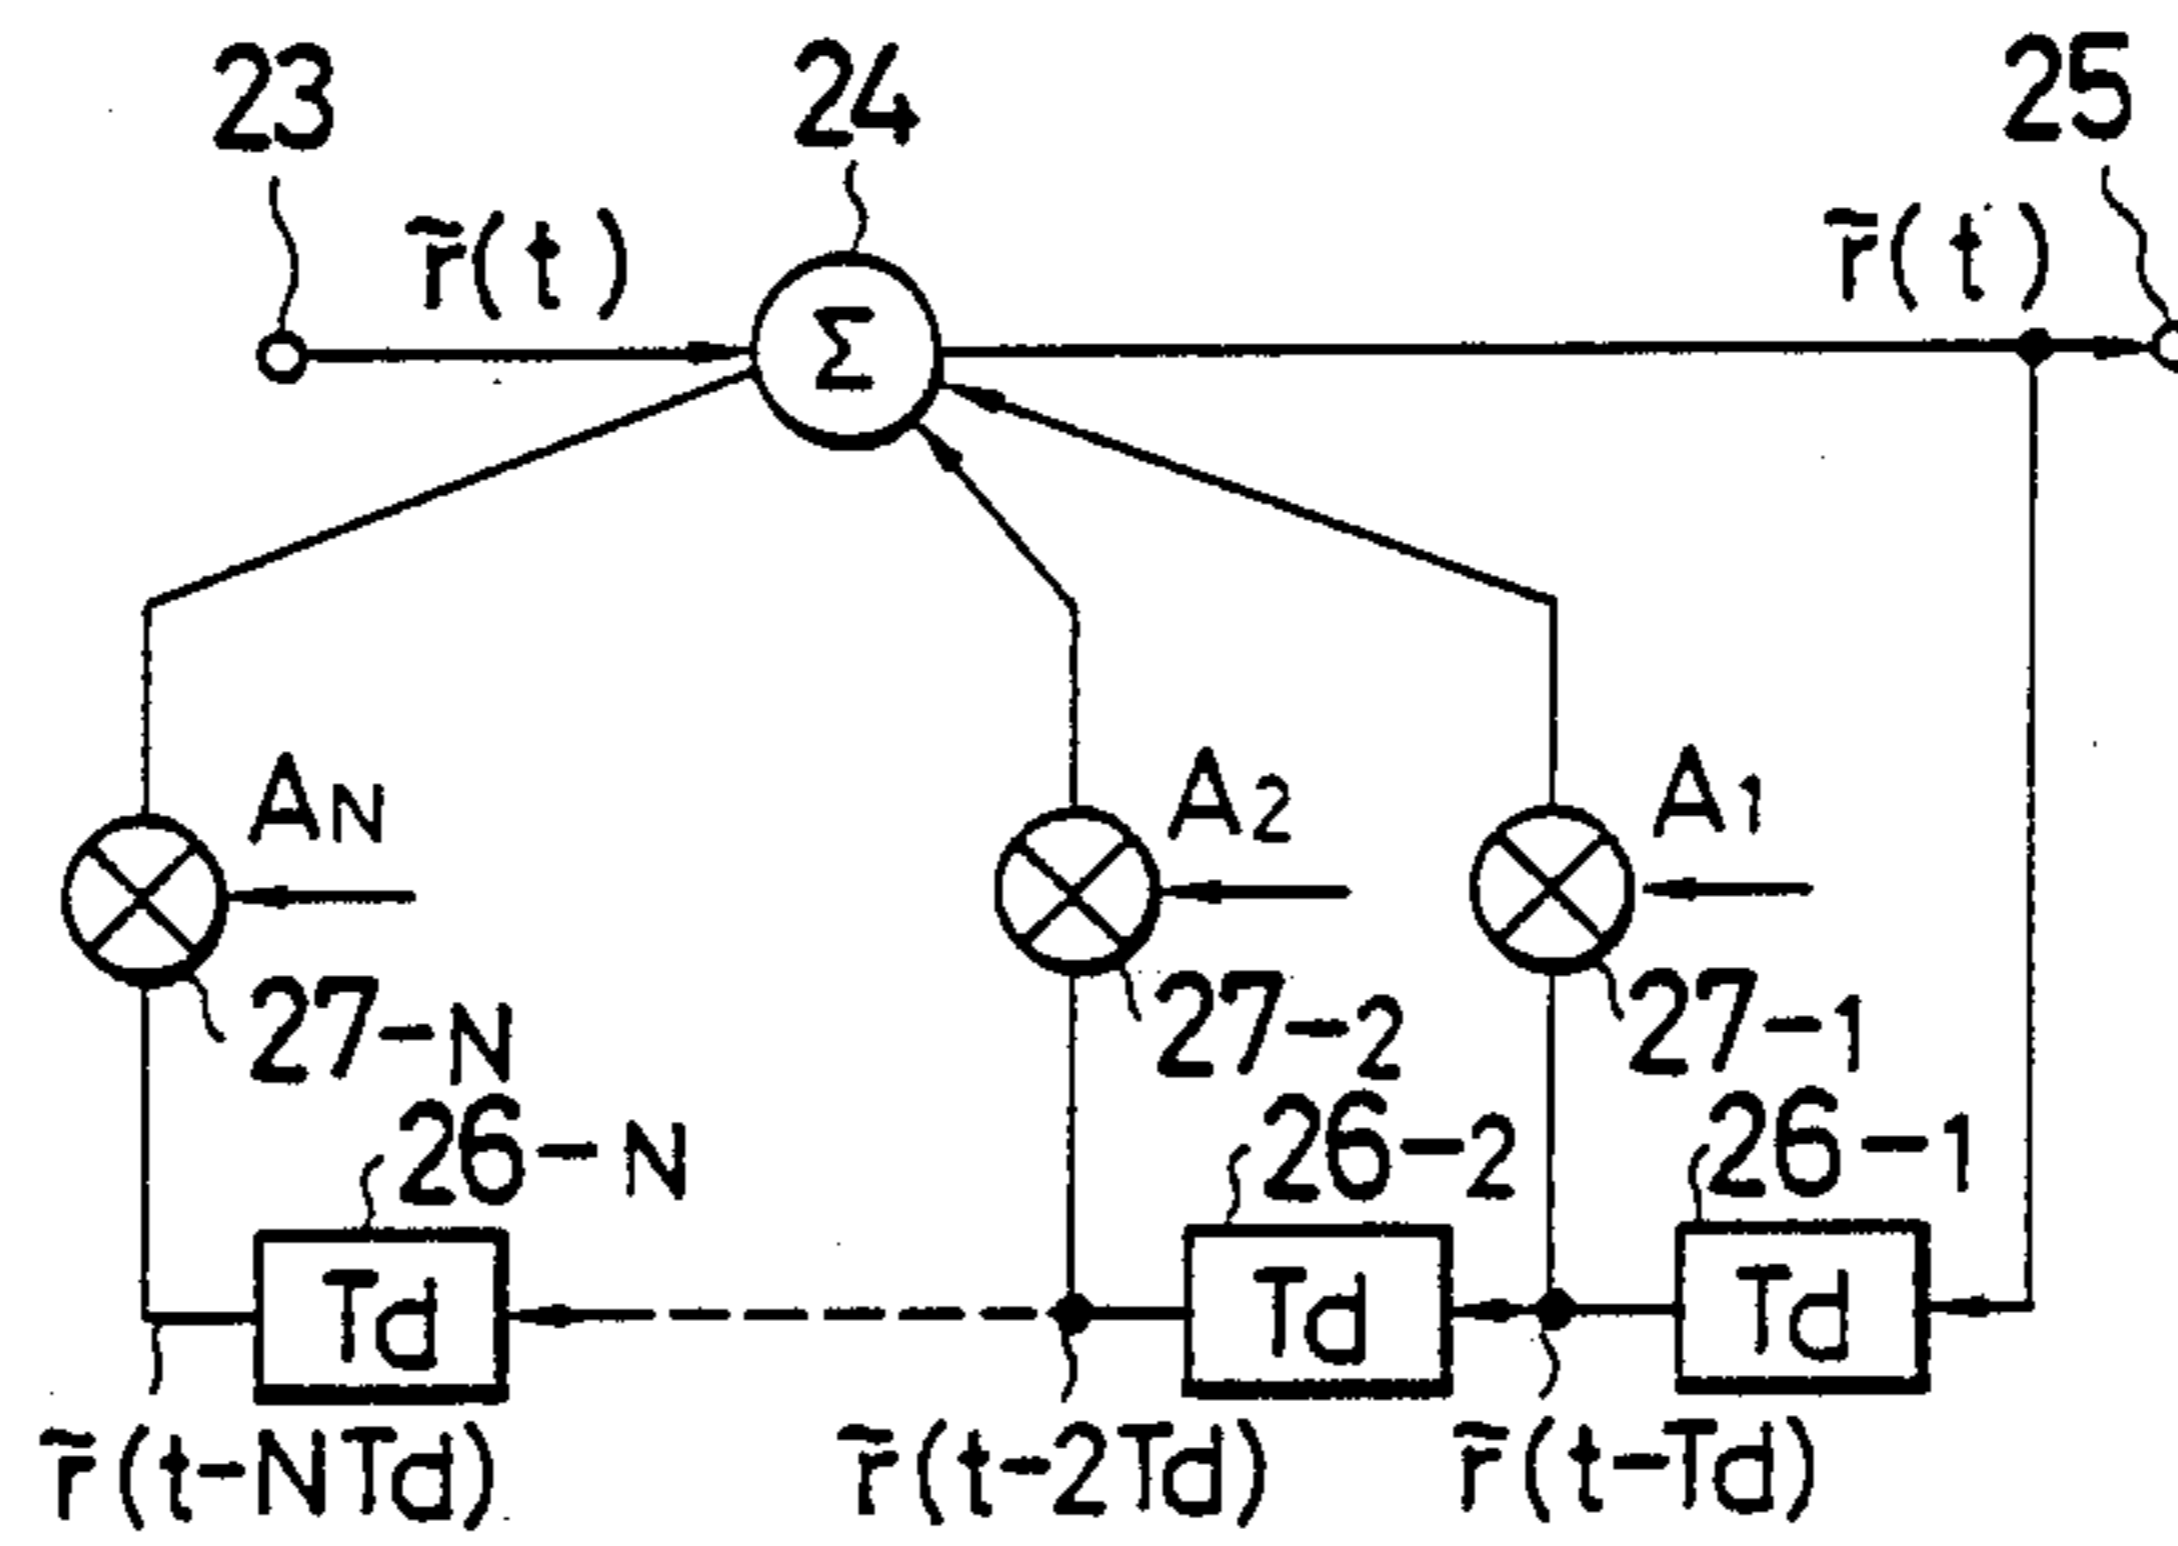 23
24
25
r̃(t)
r̃(t)
Σ
AN
A2
A1
27-N
27-2
27-1
26-N
26-2
26-1
Td
Td
Td
r̃(t-NTd)
r̃(t-2Td)
r̃(t-Td)